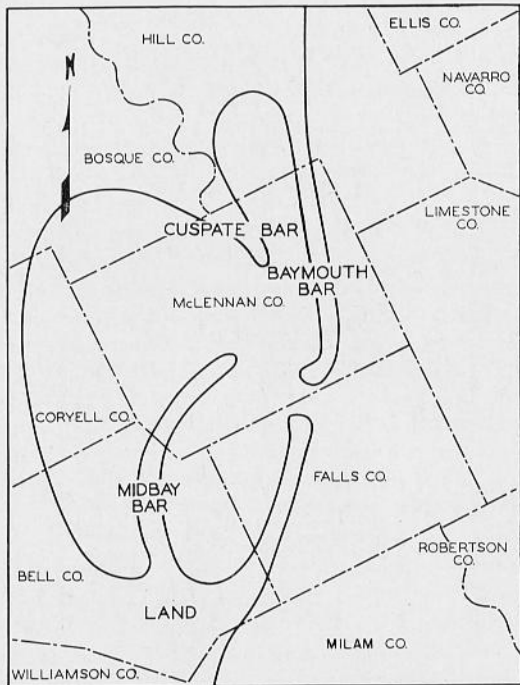 ELLIS CO.
HILL CO.
N
NAVARRO
CO.
BOSQUE CO.
LIMESTONE
CO.
CUSPATE BAR
BAYMOUTH
BAR
McLENNAN CO.
CORYELL CO.
MIDBAY
BAR
FALLS CO.
ROBERTSON
CO.
BELL CO.
LAND
MILAM CO.
WILLIAMSON CO.